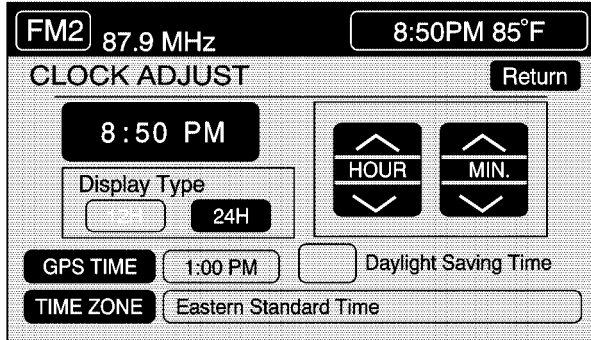 FM2 87.9 MHz 8:50PM 85°F
CLOCK ADJUST Return
8:50 PM
HOUR MIN.
Display Type
12H 24H
GPS TIME 1:00 PM Daylight Saving Time
TIME ZONE Eastern Standard Time